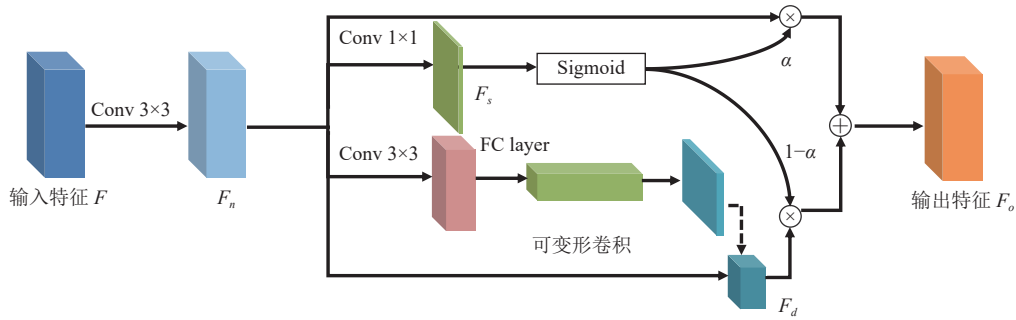 Conv 3×3
输入特征 F
F_n
Conv 1×1
F_s
Sigmoid
×
α
1−α
Conv 3×3
FC layer
可变形卷积
F_d
×
+
输出特征 F_o